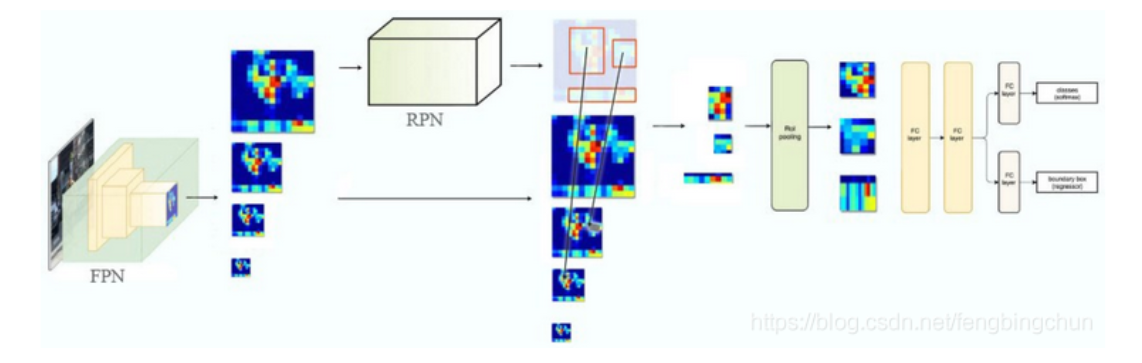 FPN
RPN
RoI
pooling
FC
layer
FC
layer
FC
layer
classes
(softmax)
FC
layer
boundary box
(regressor)
https://blog.csdn.net/fengbingchun